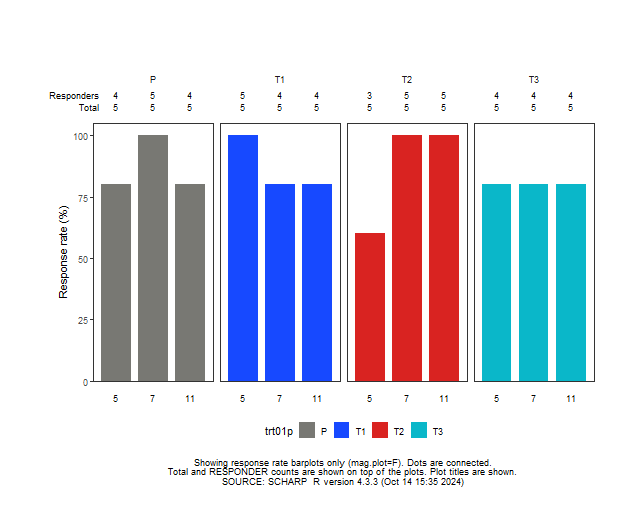 P T1 T2 T3
Responders 4 5 4 5 4 4 3 5 5 4 4 4
Total 5 5 5 5 5 5 5 5 5 5 5 5
100
75
50
25
0
Response rate (%)
5 7 11 5 7 11 5 7 11 5 7 11
trt01p P T1 T2 T3
Showing response rate barplots only (mag.plot=F). Dots are connected.
Total and RESPONDER counts are shown on top of the plots. Plot titles are shown.
SOURCE: SCHARP R version 4.3.3 (Oct 14 15:35 2024)